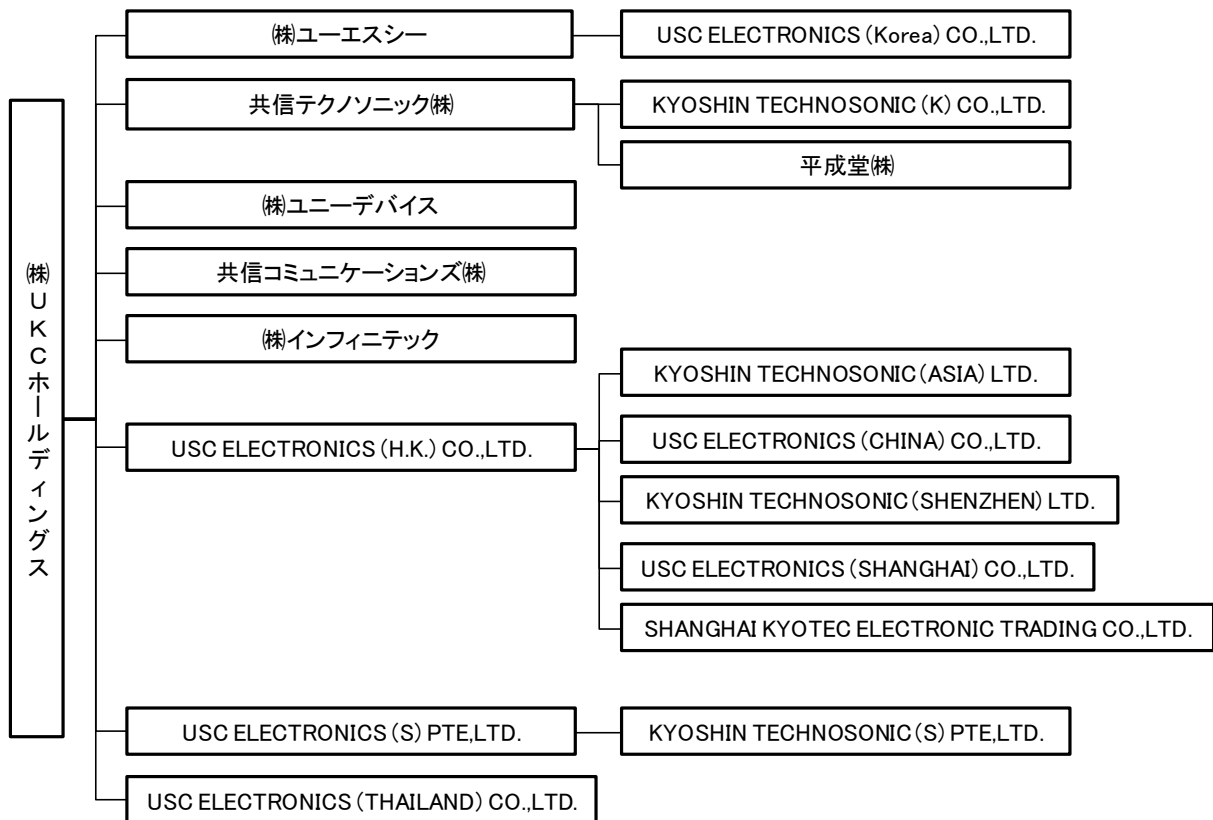 ㈱ユーエスシー
USC ELECTRONICS (Korea) CO.,LTD.
共信テクノソニック㈱
KYOSHIN TECHNOSONIC (K) CO.,LTD.
平成堂㈱
㈱ユニーデバイス
共信コミュニケーションズ㈱
㈱インフィニテック
㈱UKCホールディングス
KYOSHIN TECHNOSONIC (ASIA) LTD.
USC ELECTRONICS (H.K.) CO.,LTD.
USC ELECTRONICS (CHINA) CO.,LTD.
KYOSHIN TECHNOSONIC (SHENZHEN) LTD.
USC ELECTRONICS (SHANGHAI) CO.,LTD.
SHANGHAI KYOTEC ELECTRONIC TRADING CO.,LTD.
USC ELECTRONICS (S) PTE,LTD.
KYOSHIN TECHNOSONIC (S) PTE,LTD.
USC ELECTRONICS (THAILAND) CO.,LTD.